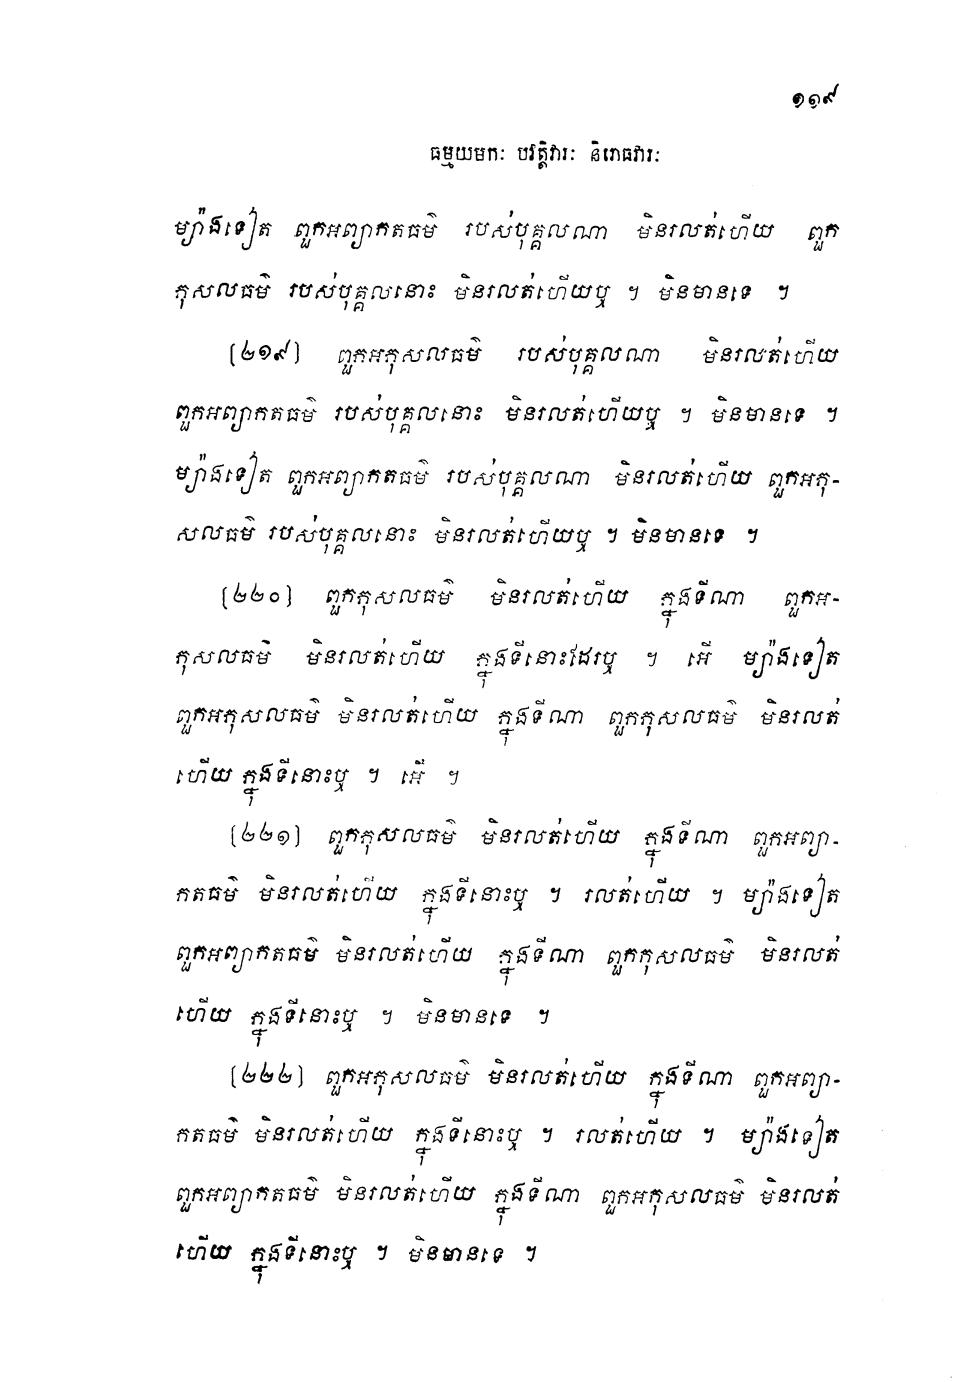 ១១៩
ធម្មយមកៈ បវត្តិវារៈ និរោធវារៈ
ម្យ៉ាងទៀត ពួកអព្យាកតធម៌ របស់បុគ្គលណា មិនរលត់ហើយ ពួក
កុសលធម៌ របស់បុគ្គលនោះ មិនរលត់ហើយឬ ។ មិនមានទេ ។
[២១៩] ពួកអកុសលធម៌ របស់បុគ្គលណា មិនរលត់ហើយ
ពួកអព្យាកតធម៌ របស់បុគ្គលនោះ មិនរលត់ហើយឬ ។ មិនមានទេ ។
ម្យ៉ាងទៀត ពួកអព្យាកតធម៌ របស់បុគ្គលណា មិនរលត់ហើយ ពួកអកុ-
សលធម៌ របស់បុគ្គលនោះ មិនរលត់ហើយឬ ។ មិនមានទេ ។
[២២០] ពួកកុសលធម៌ មិនរលត់ហើយ ក្នុងទីណា ពួកអ-
កុសលធម៌ មិនរលត់ហើយ ក្នុងទីនោះដែរឬ ។ អើ ម្យ៉ាងទៀត
ពួកអកុសលធម៌ មិនរលត់ហើយ ក្នុងទីណា ពួកកុសលធម៌ មិនរលត់
ហើយ ក្នុងទីនោះឬ ។ អើ ។
[២២១] ពួកកុសលធម៌ មិនរលត់ហើយ ក្នុងទីណា ពួកអព្យា-
កតធម៌ មិនរលត់ហើយ ក្នុងទីនោះឬ ។ រលត់ហើយ ។ ម្យ៉ាងទៀត
ពួកអព្យាកតធម៌ មិនរលត់ហើយ ក្នុងទីណា ពួកកុសលធម៌ មិនរលត់
ហើយ ក្នុងទីនោះឬ ។ មិនមានទេ ។
[២២២] ពួកអកុសលធម៌ មិនរលត់ហើយ ក្នុងទីណា ពួកអព្យា-
កតធម៌ មិនរលត់ហើយ ក្នុងទីនោះឬ ។ រលត់ហើយ ។ ម្យ៉ាងទៀត
ពួកអព្យាកតធម៌ មិនរលត់ហើយ ក្នុងទីណា ពួកអកុសលធម៌ មិនរលត់
ហើយ ក្នុងទីនោះឬ ។ មិនមានទេ ។